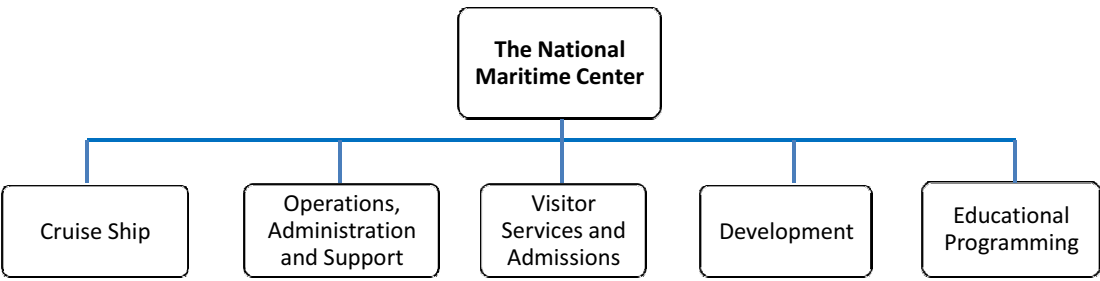 The National
Maritime Center
Cruise Ship
Operations,
Administration
and Support
Visitor
Services and
Admissions
Development
Educational
Programming